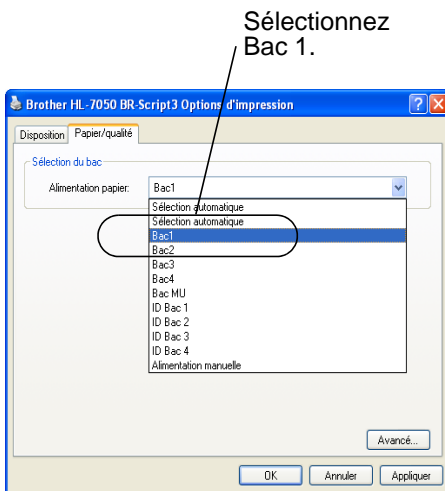 Sélectionnez
Bac 1.
Brother HL-7050 BR-Script3 Options d'impression
Disposition Papier/qualité
Sélection du bac
Alimentation papier: Bac1
Sélection automatique
Sélection automatique
Bac1
Bac2
Bac3
Bac4
Bac MU
ID Bac 1
ID Bac 2
ID Bac 3
ID Bac 4
Alimentation manuelle
Avancé...
OK Annuler Appliquer